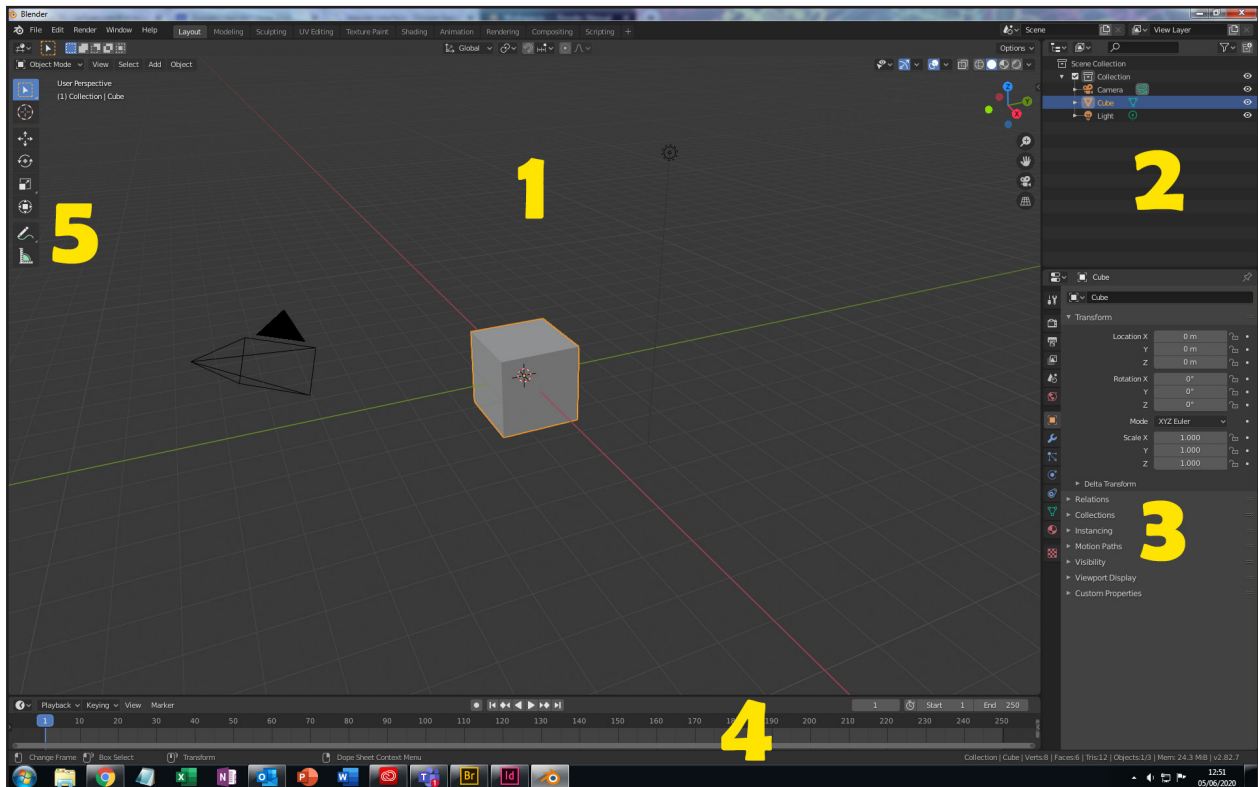 Blender
File Edit Render Window Help Layout Modeling Sculpting UV Editing Texture Paint Shading Animation Rendering Compositing Scripting + Scene View Layer
Global Options
Object Mode View Select Add Object
User Perspective
(1) Collection | Cube
Z
Y
X
1
5
Scene Collection
Collection
Camera
Cube
Light
2
Cube
Cube
Transform
Location X 0 m
Y 0 m
Z 0 m
Rotation X 0°
Y 0°
Z 0°
Mode XYZ Euler
Scale X 1.000
Y 1.000
Z 1.000
Delta Transform
Relations
Collections
Instancing
Motion Paths
Visibility
Viewport Display
Custom Properties
3
Playback Keying View Marker 1 Start 1 End 250
1 10 20 30 40 50 60 70 80 90 100 110 120 130 140 150 160 170 180 190 200 210 220 230 240 250
4
Change Frame Box Select Transform Dope Sheet Context Menu Collection | Cube | Verts:8 | Faces:6 | Tris:12 | Objects:1/3 | Mem: 24.3 MiB | v2.82.7
Br Id
12:51
05/06/2020